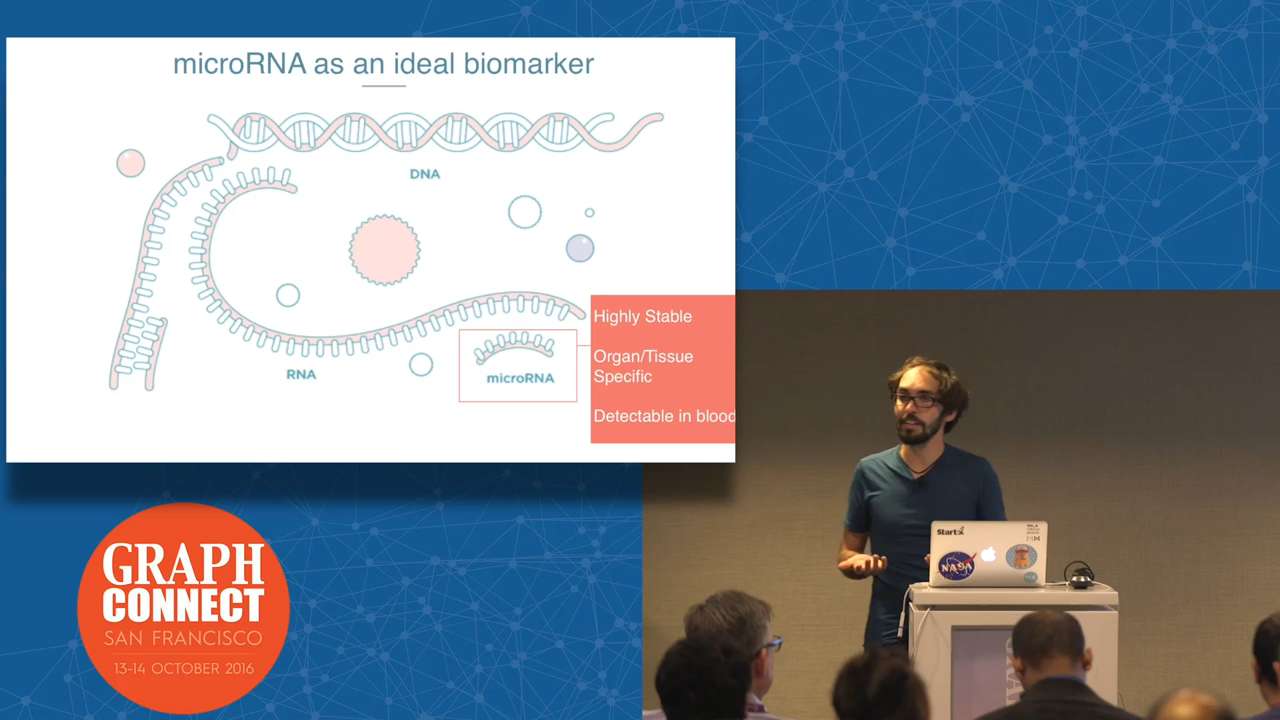 microRNA as an ideal biomarker
DNA
RNA
microRNA
Highly Stable
Organ/Tissue
Specific
Detectable in blood
GRAPH
CONNECT
SAN FRANCISCO
13-14 OCTOBER 2016
StartX
NASA